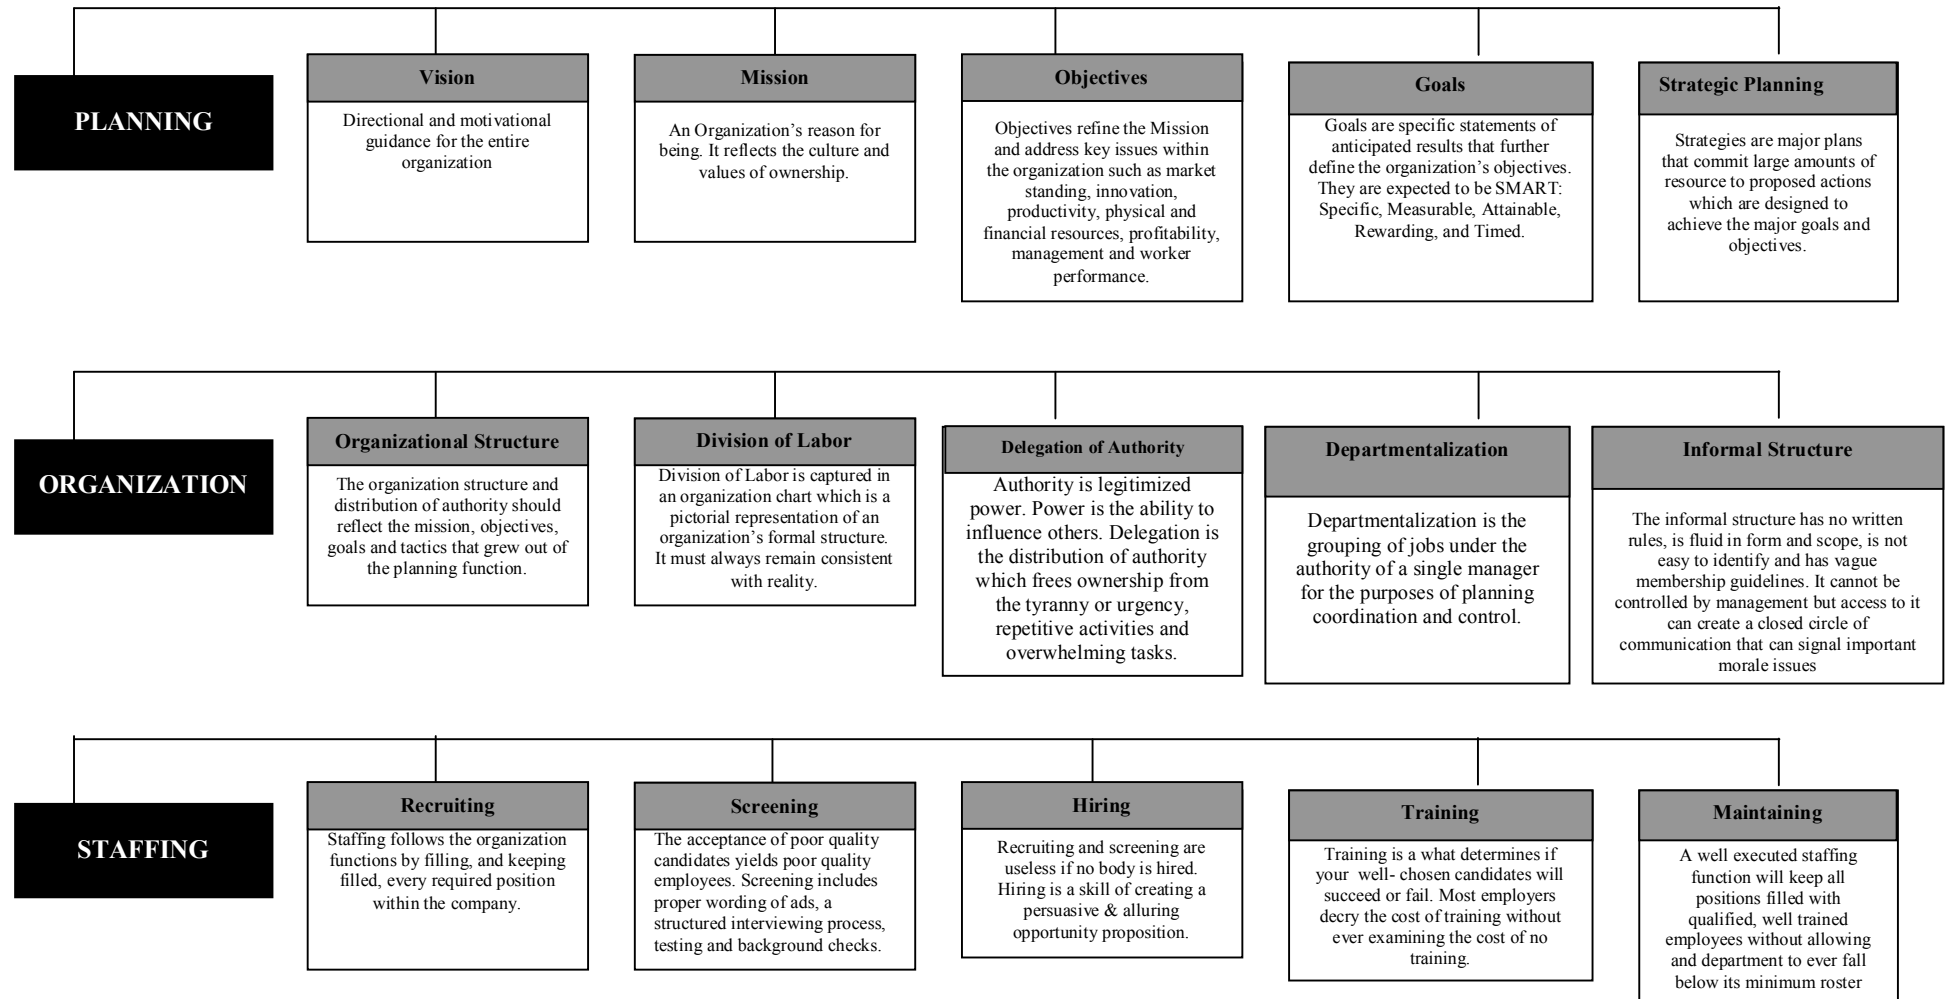 PLANNING
Vision
Directional and motivational
guidance for the entire
organization
Mission
An Organization’s reason for
being. It reflects the culture and
values of ownership.
Objectives
Objectives refine the Mission
and address key issues within
the organization such as market
standing, innovation,
productivity, physical and
financial resources, profitability,
management and worker
performance.
Goals
Goals are specific statements of
anticipated results that further
define the organization’s objectives.
They are expected to be SMART:
Specific, Measurable, Attainable,
Rewarding, and Timed.
Strategic Planning
Strategies are major plans
that commit large amounts of
resource to proposed actions
which are designed to
achieve the major goals and
objectives.
ORGANIZATION
Organizational Structure
The organization structure and
distribution of authority should
reflect the mission, objectives,
goals and tactics that grew out of
the planning function.
Division of Labor
Division of Labor is captured in
an organization chart which is a
pictorial representation of an
organization’s formal structure.
It must always remain consistent
with reality.
Delegation of Authority
Authority is legitimized
power. Power is the ability to
influence others. Delegation is
the distribution of authority
which frees ownership from
the tyranny or urgency,
repetitive activities and
overwhelming tasks.
Departmentalization
Departmentalization is the
grouping of jobs under the
authority of a single manager
for the purposes of planning
coordination and control.
Informal Structure
The informal structure has no written
rules, is fluid in form and scope, is not
easy to identify and has vague
membership guidelines. It cannot be
controlled by management but access to it
can create a closed circle of
communication that can signal important
morale issues
STAFFING
Recruiting
Staffing follows the organization
functions by filling, and keeping
filled, every required position
within the company.
Screening
The acceptance of poor quality
candidates yields poor quality
employees. Screening includes
proper wording of ads, a
structured interviewing process,
testing and background checks.
Hiring
Recruiting and screening are
useless if no body is hired.
Hiring is a skill of creating a
persuasive & alluring
opportunity proposition.
Training
Training is a what determines if
your well- chosen candidates will
succeed or fail. Most employers
decry the cost of training without
ever examining the cost of no
training.
Maintaining
A well executed staffing
function will keep all
positions filled with
qualified, well trained
employees without allowing
and department to ever fall
below its minimum roster